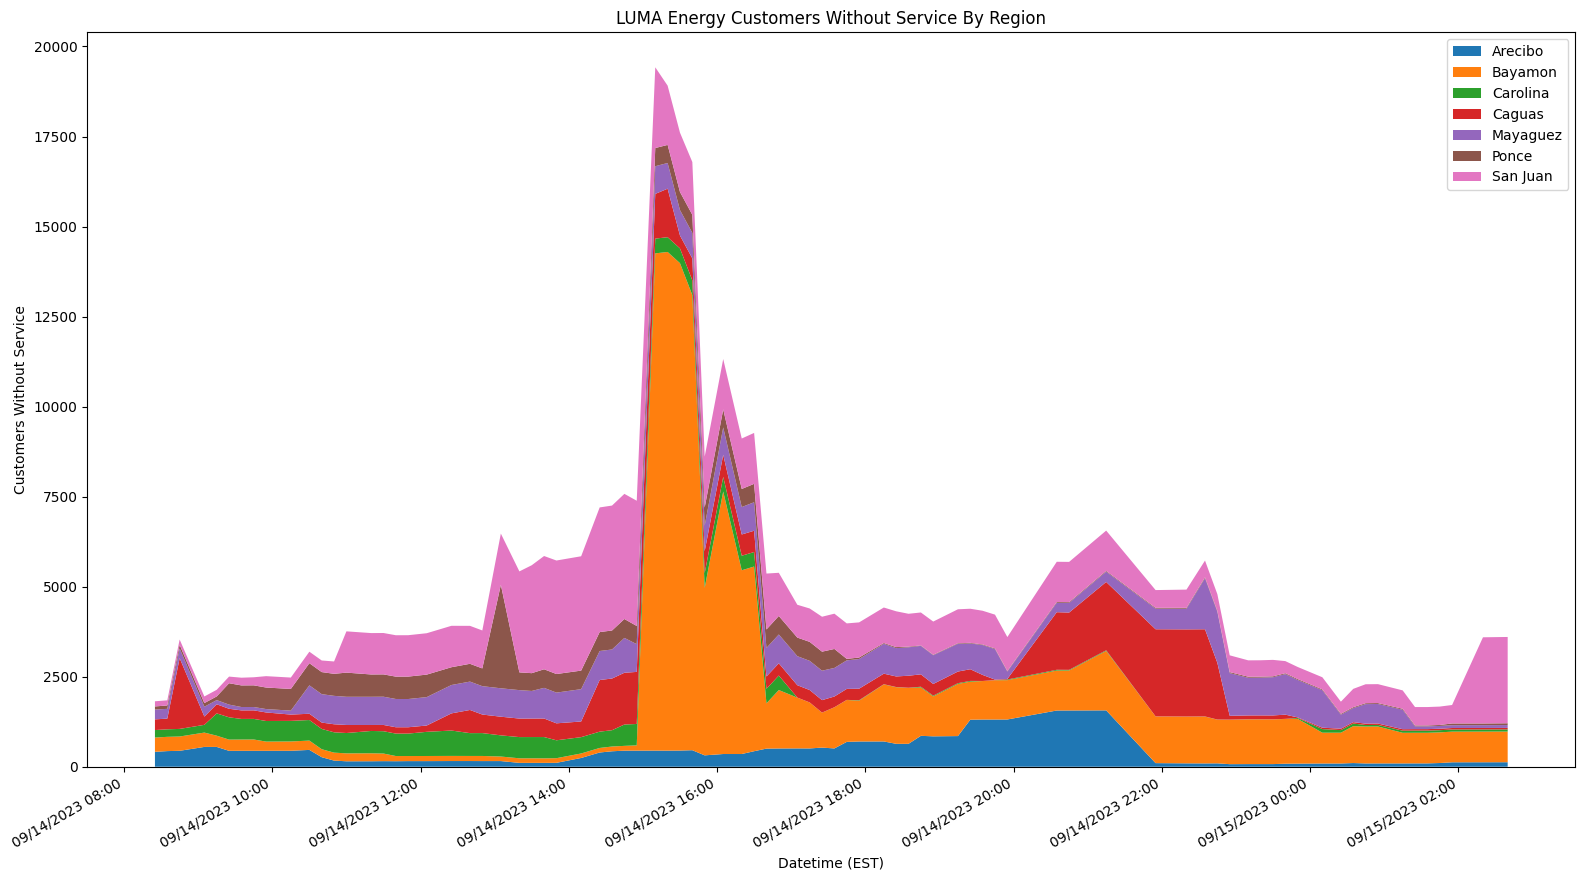 LUMA Energy Customers Without Service By Region
20000
17500
15000
12500
10000
7500
5000
2500
0
Customers Without Service
Arecibo
Bayamon
Carolina
Caguas
Mayaguez
Ponce
San Juan
09/14/2023 08:00
09/14/2023 10:00
09/14/2023 12:00
09/14/2023 14:00
09/14/2023 16:00
09/14/2023 18:00
09/14/2023 20:00
09/14/2023 22:00
09/15/2023 00:00
09/15/2023 02:00
Datetime (EST)